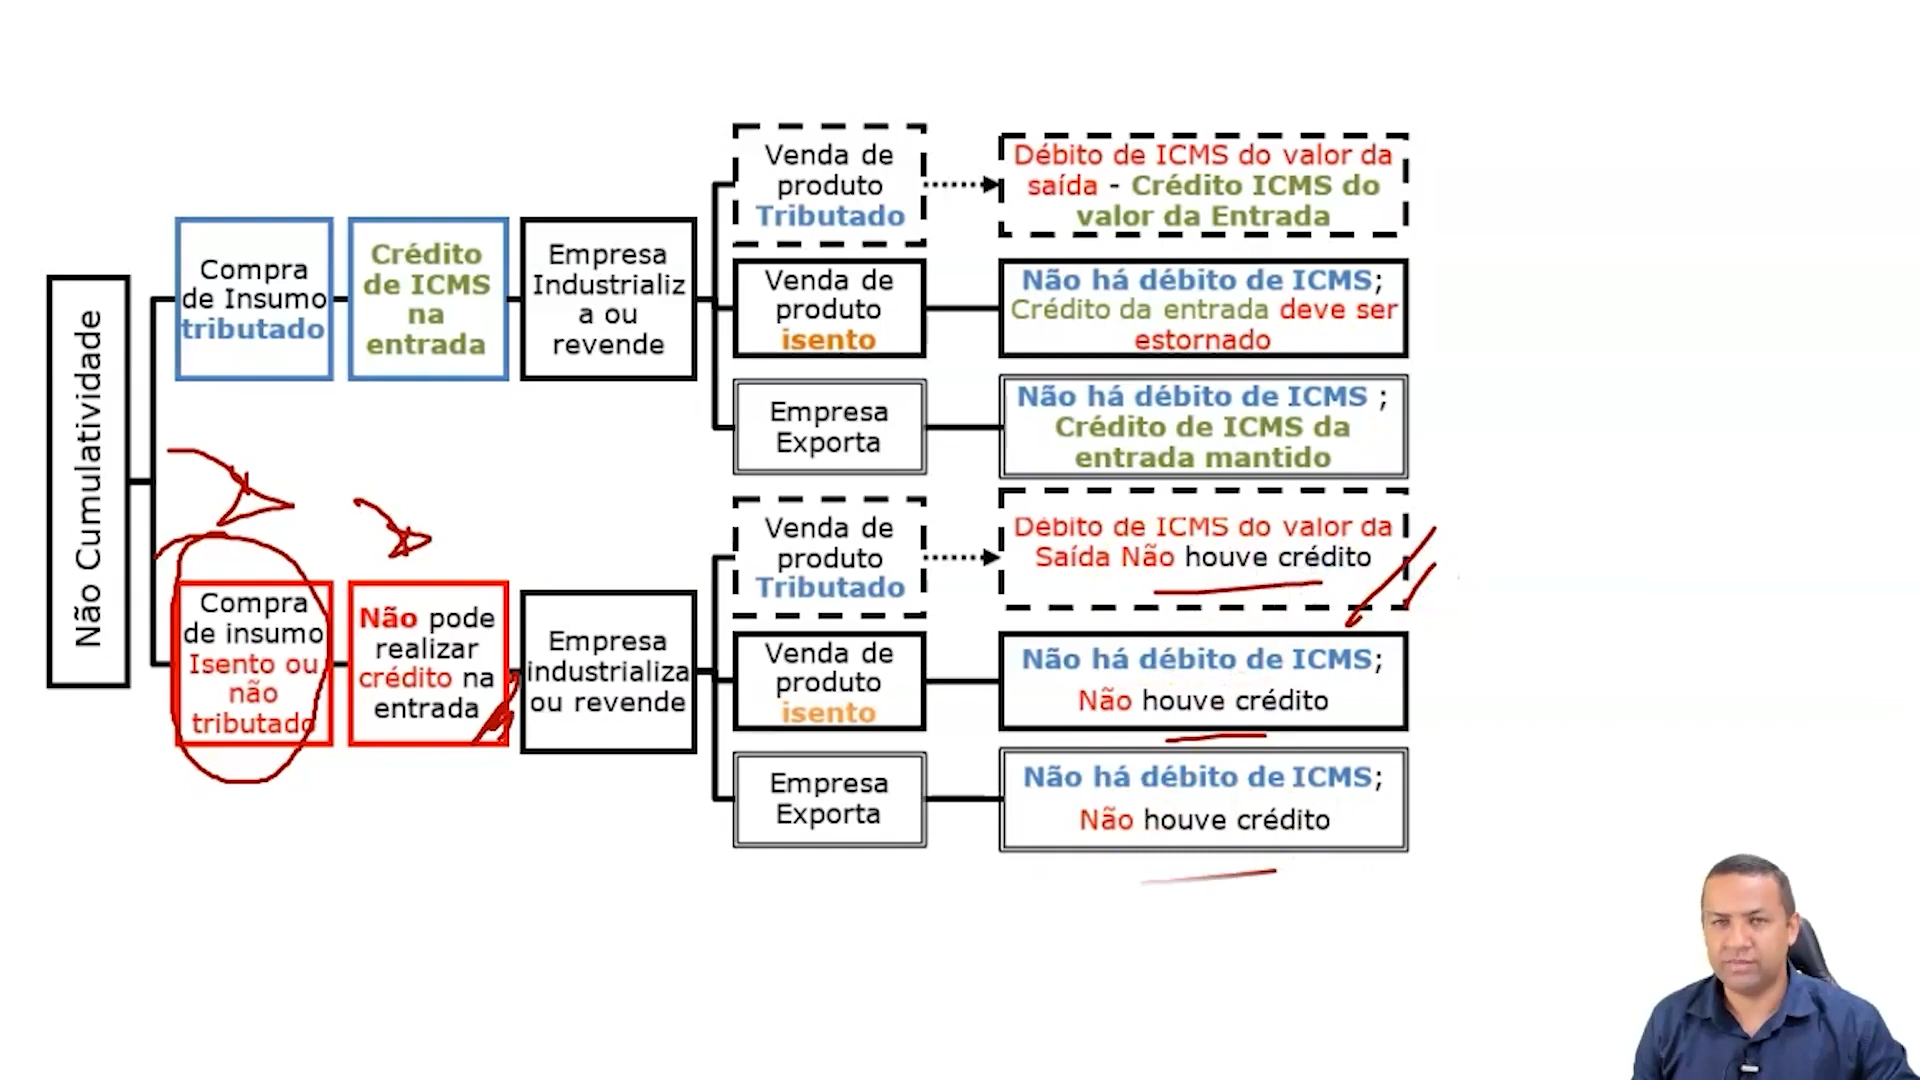 Não Cumulatividade
Compra
de Insumo
tributado
Crédito
de ICMS
na
entrada
Empresa
Industrializ
a ou
revende
Venda de
produto
Tributado
Débito de ICMS do valor da
saída - Crédito ICMS do
valor da Entrada
Venda de
produto
isento
Não há débito de ICMS;
Crédito da entrada deve ser
estornado
Empresa
Exporta
Não há débito de ICMS ;
Crédito de ICMS da
entrada mantido
Compra
de insumo
Isento ou
não
tributado
Não pode
realizar
crédito na
entrada
Empresa
industrializa
ou revende
Venda de
produto
Tributado
Débito de ICMS do valor da
Saída Não houve crédito
Venda de
produto
isento
Não há débito de ICMS;
Não houve crédito
Empresa
Exporta
Não há débito de ICMS;
Não houve crédito